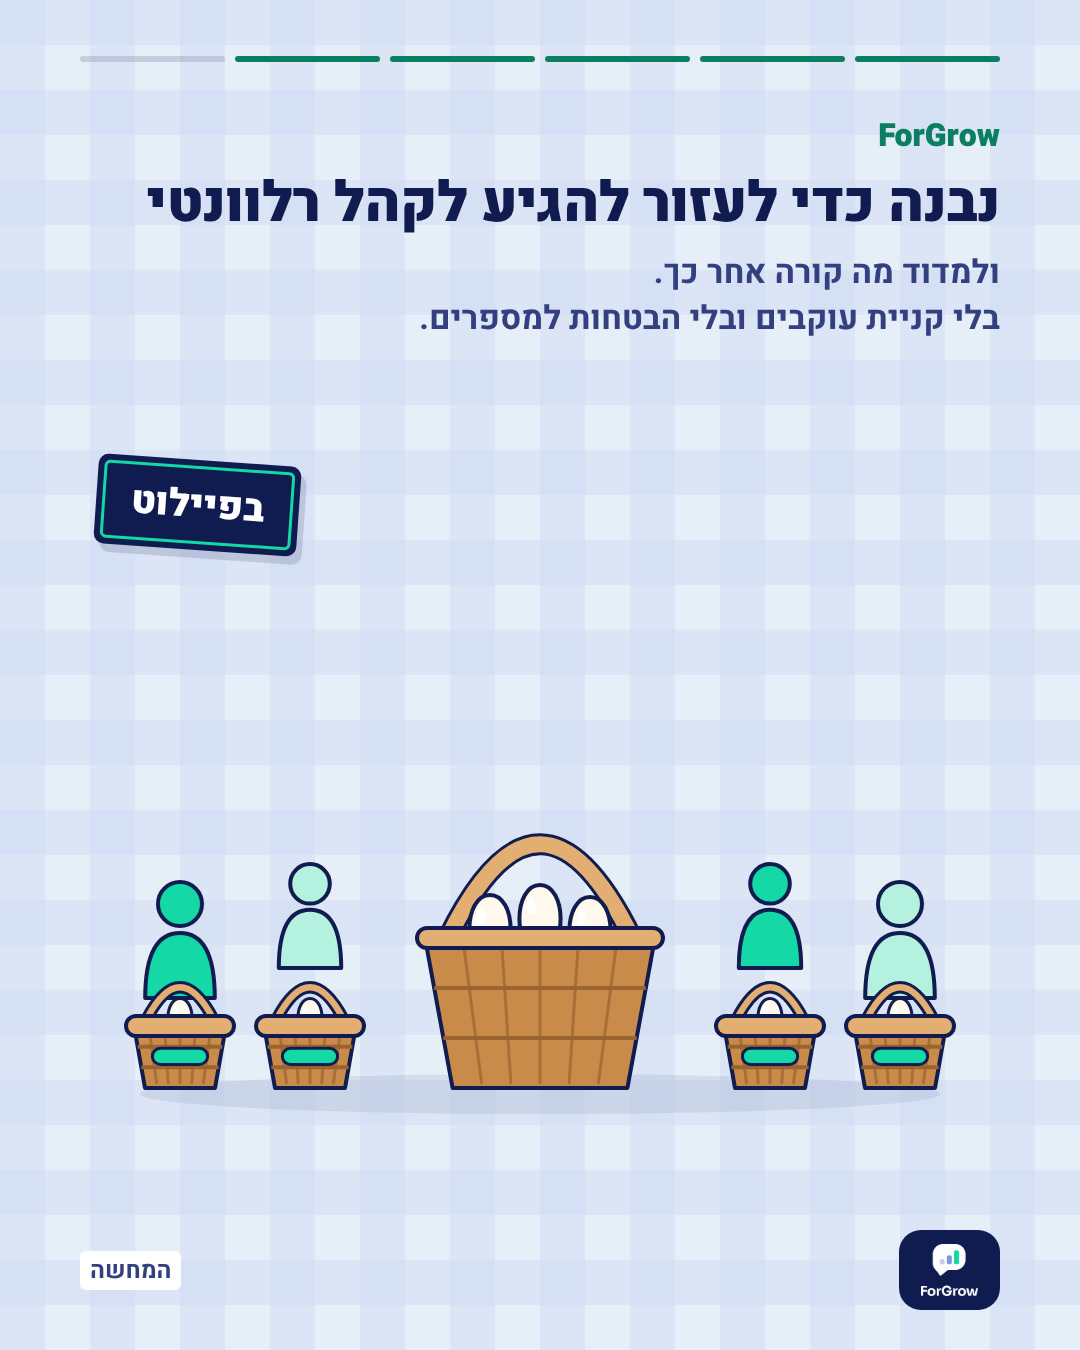 ForGrow
נבנה כדי לעזור להגיע לקהל רלוונטי
ולמדוד מה קורה אחר כך.
בלי קניית עוקבים ובלי הבטחות למספרים.
בפיילוט
ForGrow
המחשה